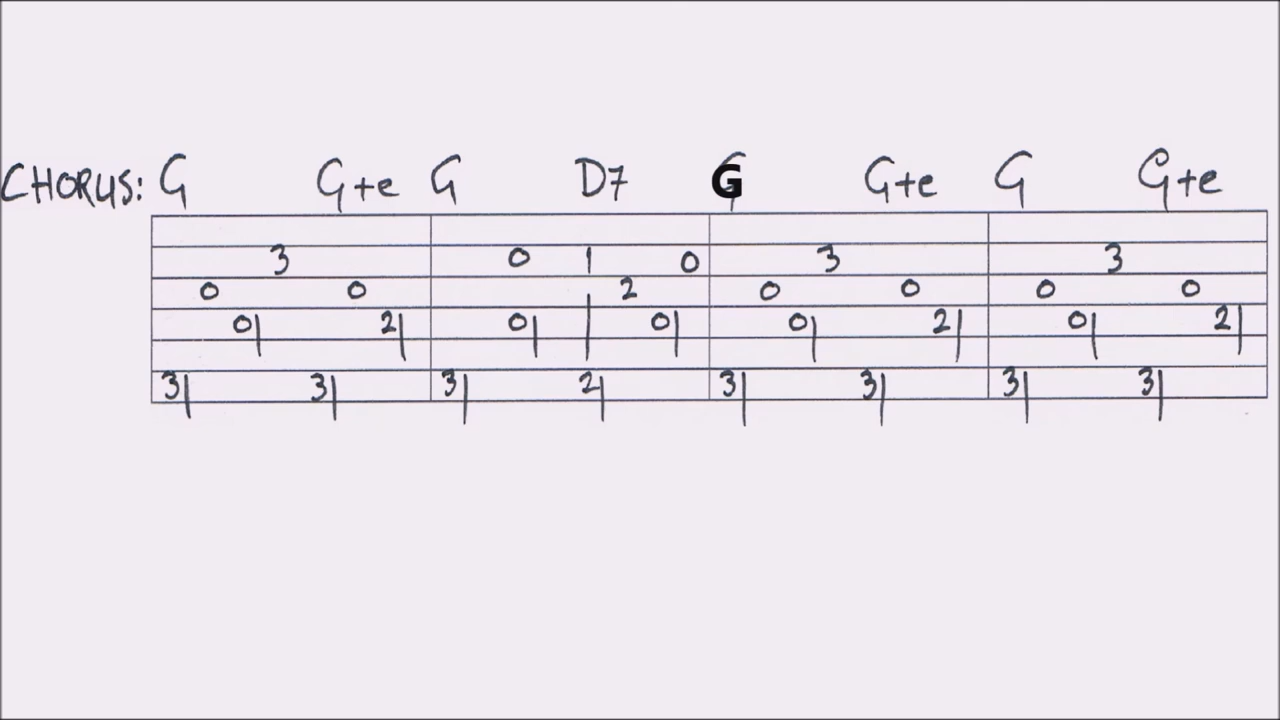 CHORUS: G G+e G D7 G G+e G G+e
3 0 1 0 3 3
0 0 2 0 0 0 0
0 2 0 0 0 2 0 2
3 3 3 2 3 3 3 3